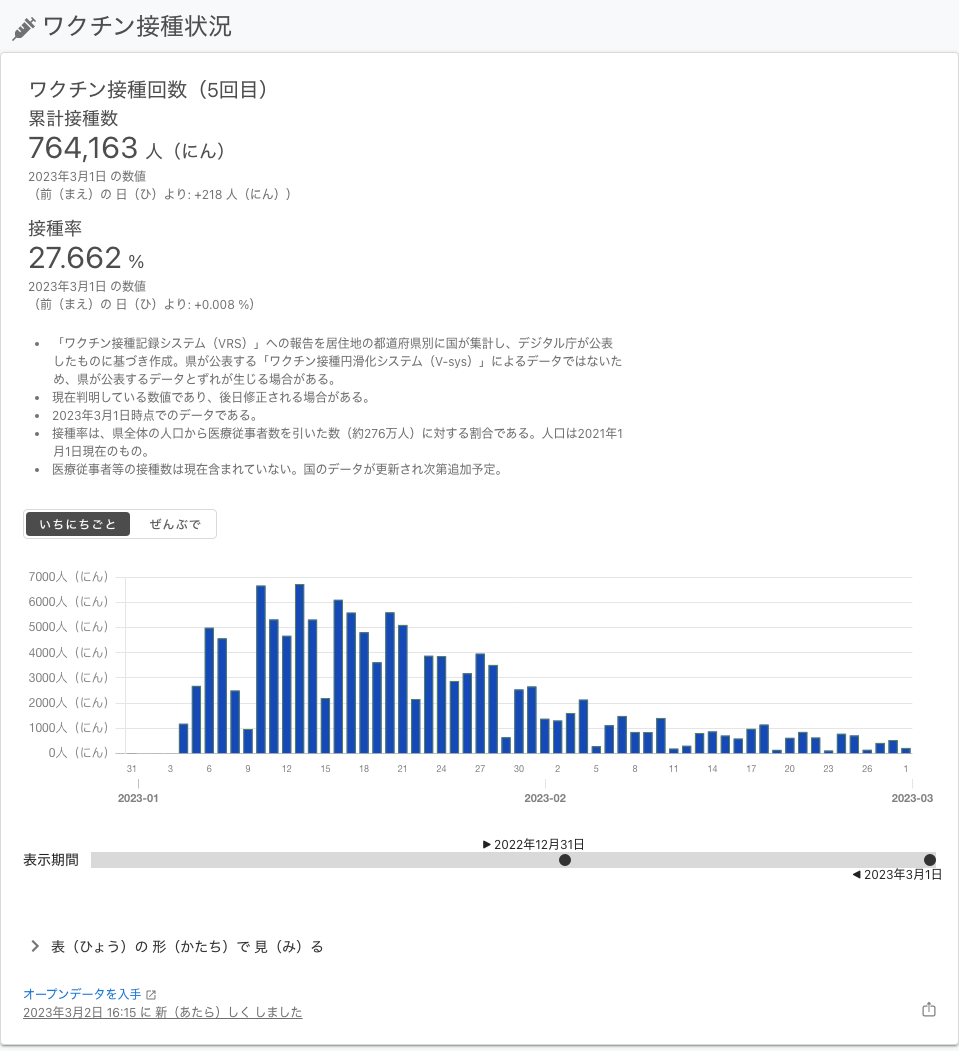 ワクチン接種状況
ワクチン接種回数（5回目）
累計接種数
764,163 人（にん）
2023年3月1日 の数値
（前（まえ）の 日（ひ）より: +218 人（にん））
接種率
27.662 %
2023年3月1日 の数値
（前（まえ）の 日（ひ）より: +0.008 %）
• 「ワクチン接種記録システム（VRS）」への報告を居住地の都道府県別に国が集計し、デジタル庁が公表
したものに基づき作成。県が公表する「ワクチン接種円滑化システム（V-sys）」によるデータではないた
め、県が公表するデータとずれが生じる場合がある。
• 現在判明している数値であり、後日修正される場合がある。
• 2023年3月1日時点でのデータである。
• 接種率は、県全体の人口から医療従事者数を引いた数（約276万人）に対する割合である。人口は2021年1
月1日現在のもの。
• 医療従事者等の接種数は現在含まれていない。国のデータが更新され次第追加予定。
いちにちごと ぜんぶで
7000人（にん）
6000人（にん）
5000人（にん）
4000人（にん）
3000人（にん）
2000人（にん）
1000人（にん）
0人（にん）
31 3 6 9 12 15 18 21 24 27 30 2 5 8 11 14 17 20 23 26 1
2023-01 2023-02 2023-03
▶ 2022年12月31日
表示期間
◀ 2023年3月1日
表（ひょう）の 形（かたち）で 見（み）る
オープンデータを入手
2023年3月2日 16:15 に 新（あたら）しく しました